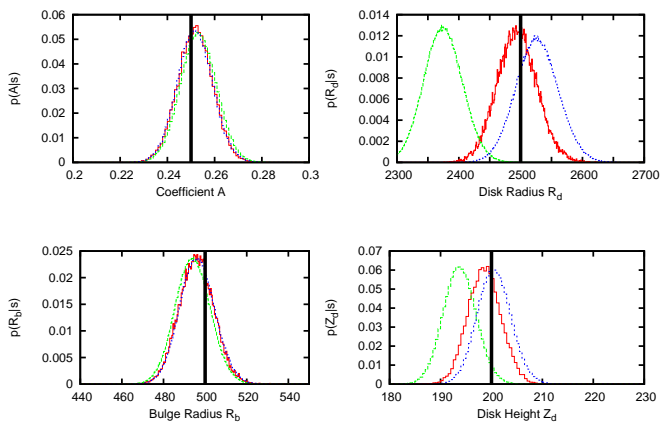 p(A|s)
0.06
0.05
0.04
0.03
0.02
0.01
0
0.2 0.22 0.24 0.26 0.28 0.3
Coefficient A
p(R_d|s)
0.014
0.012
0.009
0.006
0.004
0.002
0
2300 2400 2500 2600 2700
Disk Radius R_d
p(R_b|s)
0.025
0.02
0.015
0.01
0.005
0
440 460 480 500 520 540
Bulge Radius R_b
p(Z_d|s)
0.07
0.06
0.05
0.04
0.03
0.02
0.01
0
180 190 200 210 220 230
Disk Height Z_d